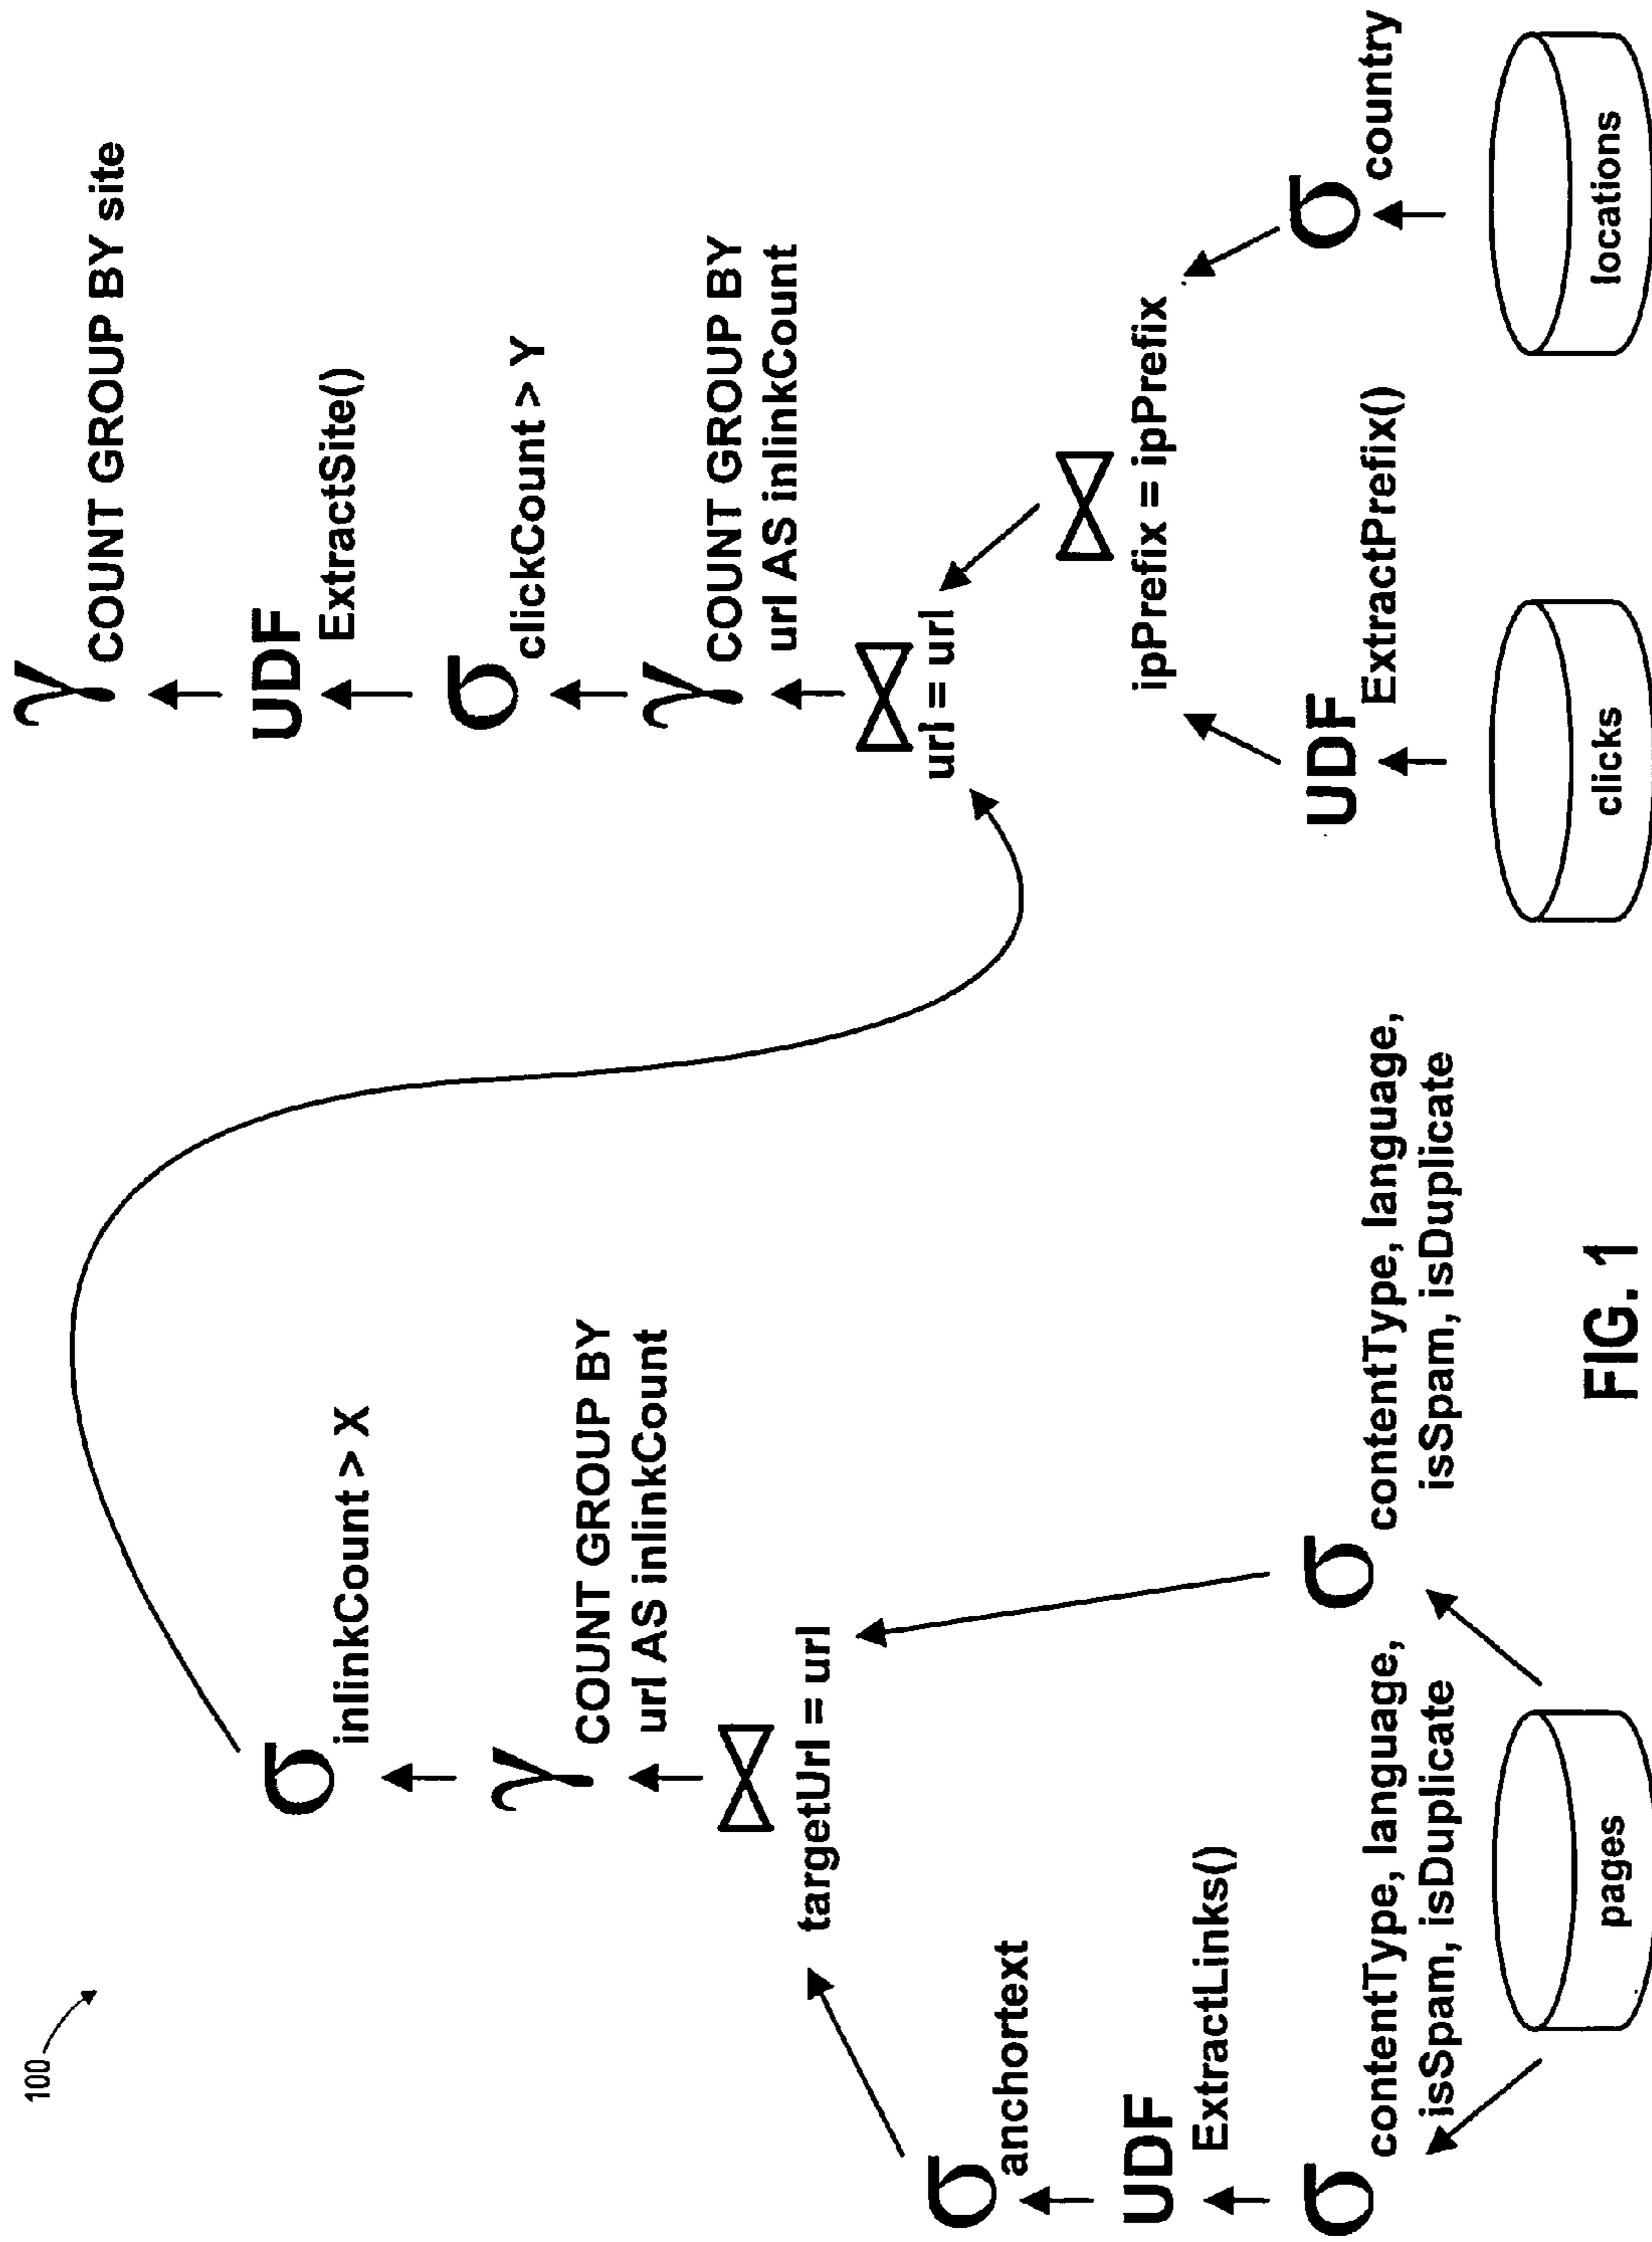 100
γ COUNT GROUP BY site
UDF
ExtractSite()
σ inlinkCount > X
σ clickCount > Y
γ COUNT GROUP BY
url AS inlinkCount
γ COUNT GROUP BY
url AS inlinkCount
⋈
targetUrl = url
⋈
url = url
σ anchortext
⋈
ipPrefix = ipPrefix
UDF
ExtractLinks()
σ contentType, language,
isSpam, isDuplicate
σ contentType, language,
isSpam, isDuplicate
UDF
ExtractPrefix()
σ country
pages
clicks
locations
FIG. 1